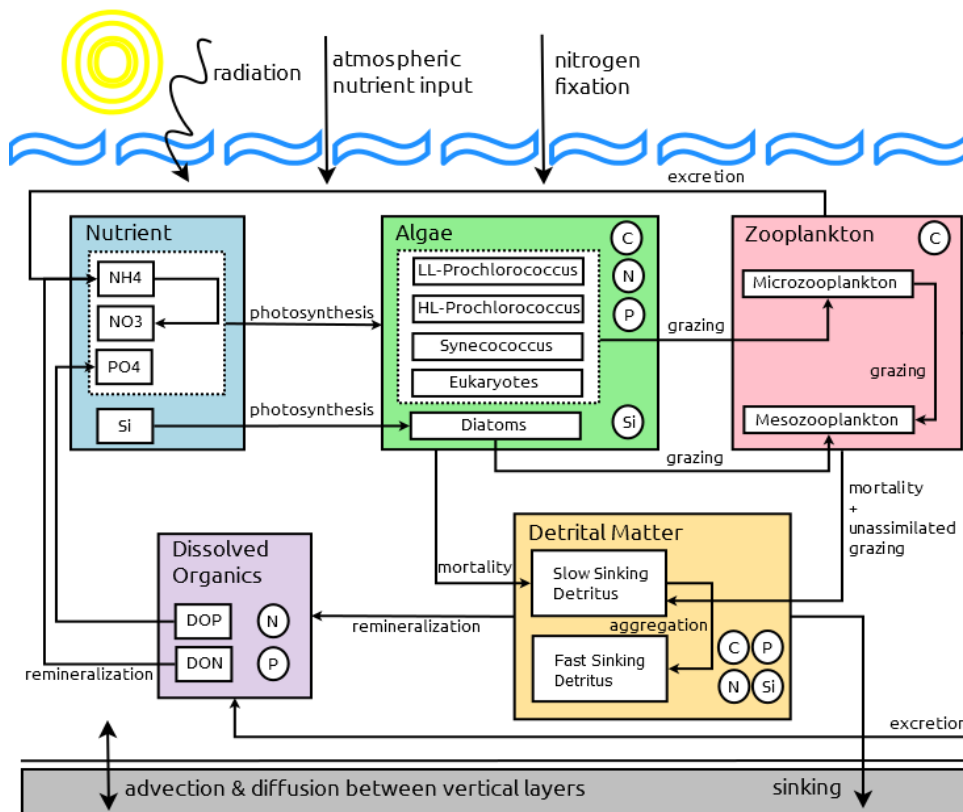 radiation
atmospheric
nutrient input
nitrogen
fixation
excretion
Nutrient
NH4
NO3
PO4
Si
photosynthesis
photosynthesis
Algae
C
N
P
LL-Prochlorococcus
HL-Prochlorococcus
Synecococcus
Eukaryotes
Diatoms
Si
grazing
grazing
Zooplankton
C
Microzooplankton
grazing
Mesozooplankton
mortality
+
unassimilated
grazing
Dissolved
Organics
DOP
N
DON
P
remineralization
mortality
remineralization
Detrital Matter
Slow Sinking
Detritus
aggregation
Fast Sinking
Detritus
C
P
N
Si
excretion
advection & diffusion between vertical layers
sinking